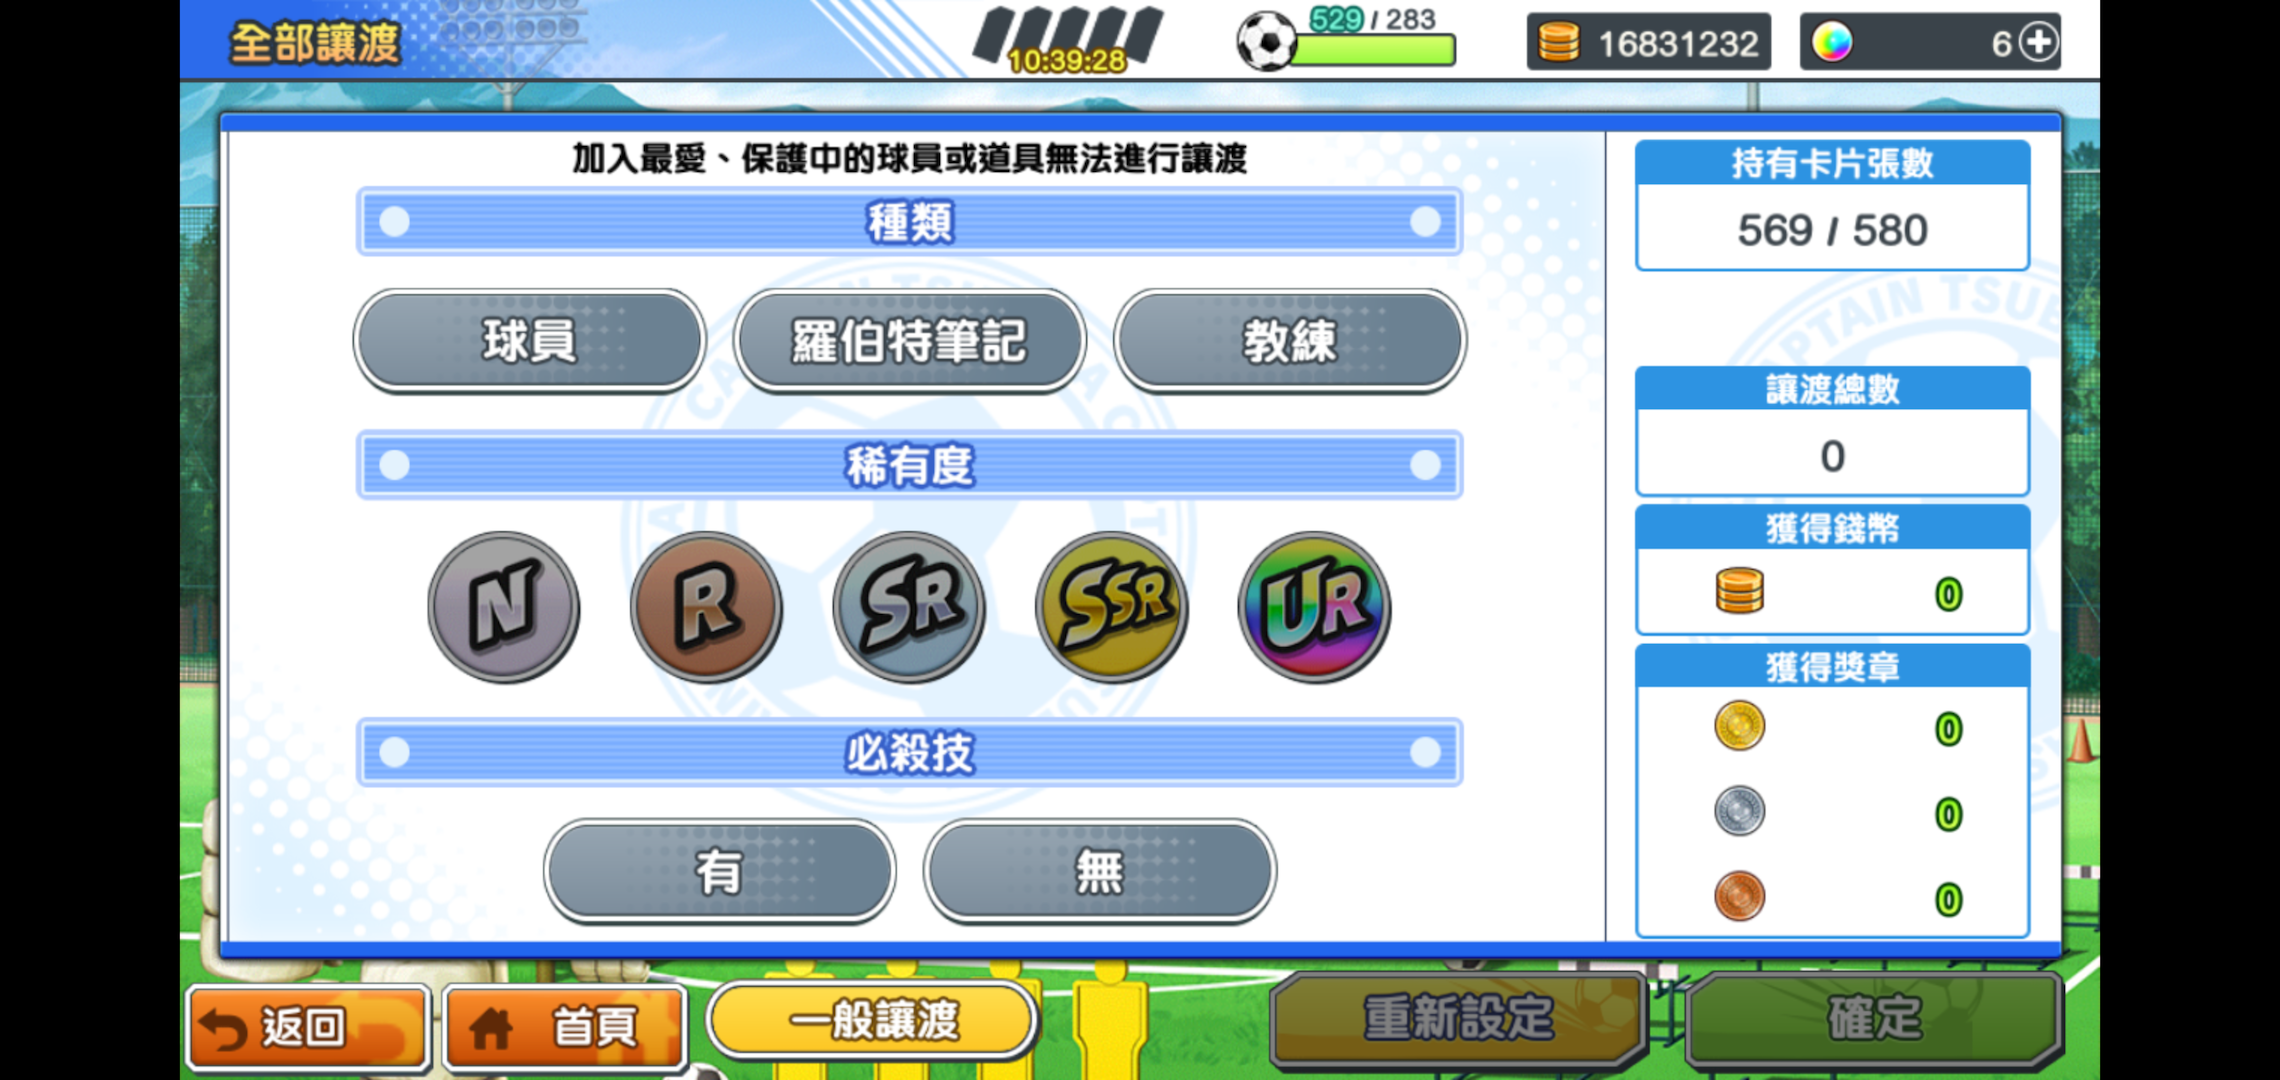 全部讓渡
10:39:28
529 / 283
16831232
6
加入最愛、保護中的球員或道具無法進行讓渡
種類
球員
羅伯特筆記
教練
稀有度
N
R
SR
SSR
UR
必殺技
有
無
持有卡片張數
569 / 580
讓渡總數
0
獲得錢幣
0
獲得獎章
0
0
0
返回
首頁
一般讓渡
重新設定
確定